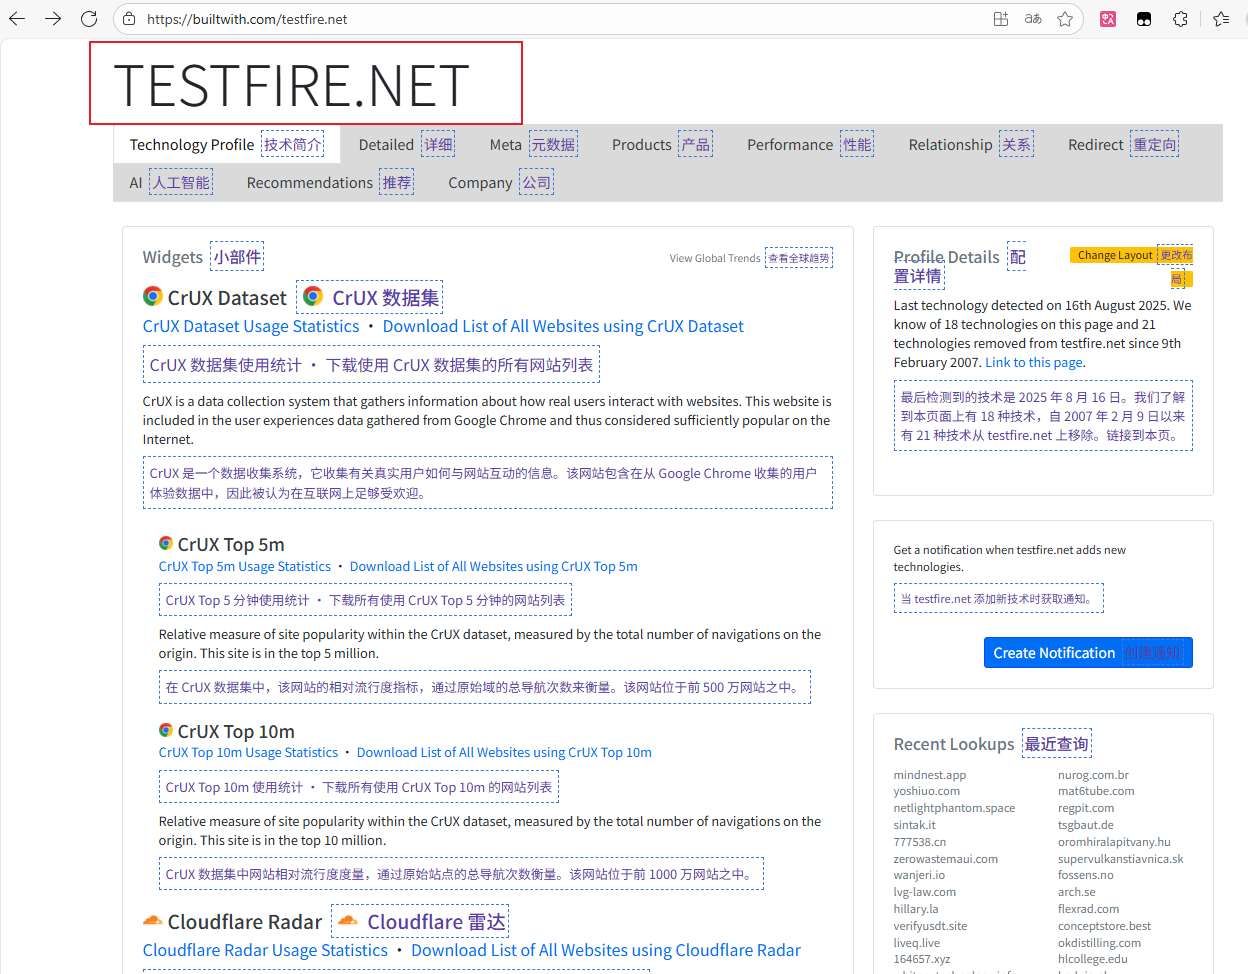 https://builtwith.com/testfire.net
TESTFIRE.NET
Technology Profile 技术简介 Detailed 详细 Meta 元数据 Products 产品 Performance 性能 Relationship 关系 Redirect 重定向
AI 人工智能 Recommendations 推荐 Company 公司
Widgets 小部件
View Global Trends 查看全球趋势
CrUX Dataset CrUX 数据集
CrUX Dataset Usage Statistics • Download List of All Websites using CrUX Dataset
CrUX 数据集使用统计 · 下载使用 CrUX 数据集的所有网站列表
CrUX is a data collection system that gathers information about how real users interact with websites. This website is
included in the user experiences data gathered from Google Chrome and thus considered sufficiently popular on the
Internet.
CrUX 是一个数据收集系统，它收集有关真实用户如何与网站互动的信息。该网站包含在从 Google Chrome 收集的用户
体验数据中，因此被认为在互联网上足够受欢迎。
CrUX Top 5m
CrUX Top 5m Usage Statistics • Download List of All Websites using CrUX Top 5m
CrUX Top 5 分钟使用统计 · 下载所有使用 CrUX Top 5 分钟的网站列表
Relative measure of site popularity within the CrUX dataset, measured by the total number of navigations on the
origin. This site is in the top 5 million.
在 CrUX 数据集中，该网站的相对流行度指标，通过原始域的总导航次数来衡量。该网站位于前 500 万网站之中。
CrUX Top 10m
CrUX Top 10m Usage Statistics • Download List of All Websites using CrUX Top 10m
CrUX Top 10m 使用统计 · 下载所有使用 CrUX Top 10m 的网站列表
Relative measure of site popularity within the CrUX dataset, measured by the total number of navigations on the
origin. This site is in the top 10 million.
CrUX 数据集中网站相对流行度度量，通过原始站点的总导航次数衡量。该网站位于前 1000 万网站之中。
Cloudflare Radar Cloudflare 雷达
Cloudflare Radar Usage Statistics • Download List of All Websites using Cloudflare Radar
Profile Details 配
置详情
Change Layout 更改布
局
Last technology detected on 16th August 2025. We
know of 18 technologies on this page and 21
technologies removed from testfire.net since 9th
February 2007. Link to this page.
最后检测到的技术是 2025 年 8 月 16 日。我们了解
到本页面上有 18 种技术，自 2007 年 2 月 9 日以来
有 21 种技术从 testfire.net 上移除。链接到本页。
Get a notification when testfire.net adds new
technologies.
当 testfire.net 添加新技术时获取通知。
Create Notification 创建通知
Recent Lookups 最近查询
mindnest.app nurog.com.br
yoshiuo.com mat6tube.com
netlightphantom.space regpit.com
sintak.it tsgbaut.de
777538.cn oromhiralapitvany.hu
zerowastemaui.com supervulkanstiavnica.sk
wanjeri.io fossens.no
lvg-law.com arch.se
hillary.la flexrad.com
verifyusdt.site conceptstore.best
liveq.live okdistilling.com
164657.xyz hlcollege.edu